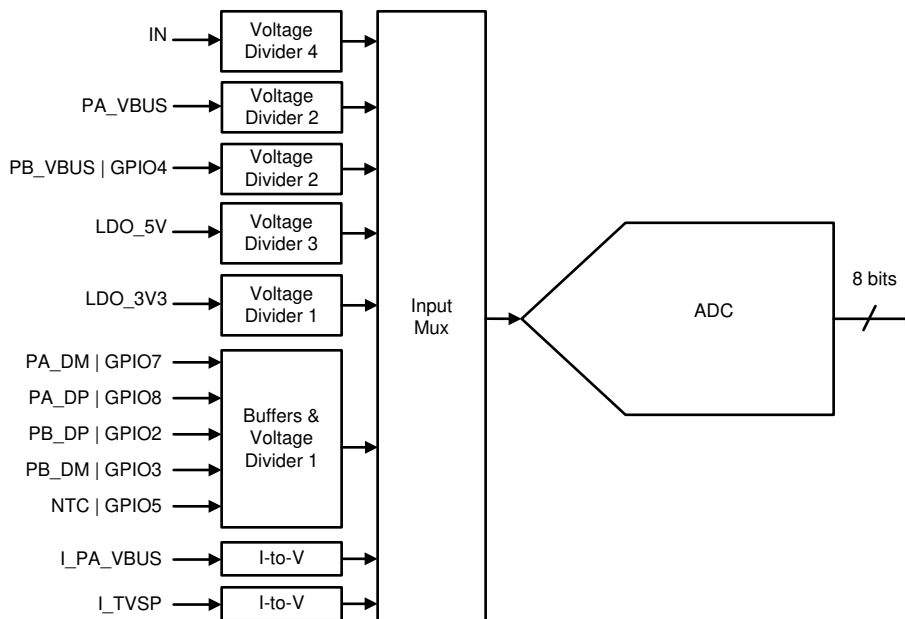 IN
Voltage
Divider 4
PA_VBUS
Voltage
Divider 2
PB_VBUS | GPIO4
Voltage
Divider 2
LDO_5V
Voltage
Divider 3
LDO_3V3
Voltage
Divider 1
PA_DM | GPIO7
PA_DP | GPIO8
PB_DP | GPIO2
PB_DM | GPIO3
NTC | GPIO5
Buffers &
Voltage
Divider 1
I_PA_VBUS
I-to-V
I_TVSP
I-to-V
Input
Mux
ADC
8 bits